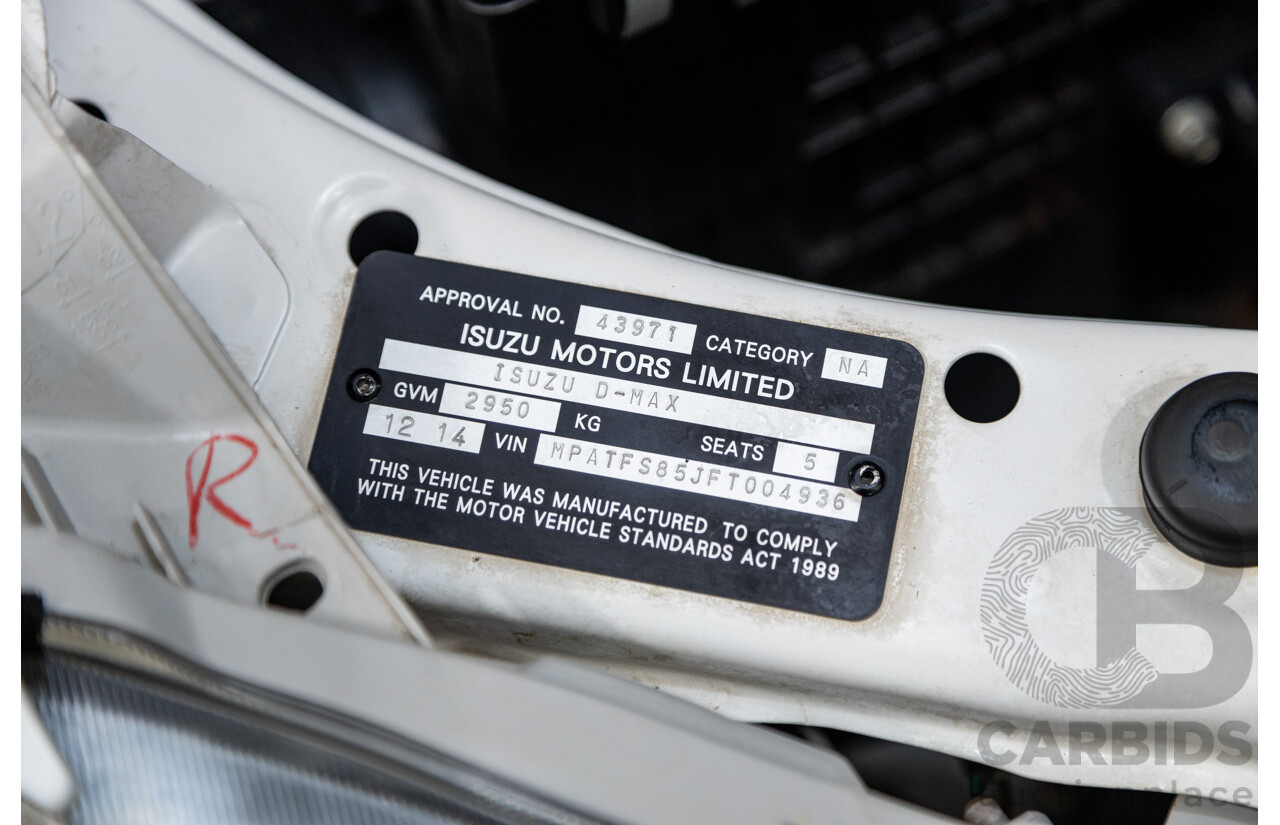 APPROVAL NO. 43971 CATEGORY NA
ISUZU MOTORS LIMITED
ISUZU D-MAX
GVM 2950 KG SEATS 5
12 14 VIN MPATFS85JFT004936
THIS VEHICLE WAS MANUFACTURED TO COMPLY
WITH THE MOTOR VEHICLE STANDARDS ACT 1989
R
CB
CARBIDS